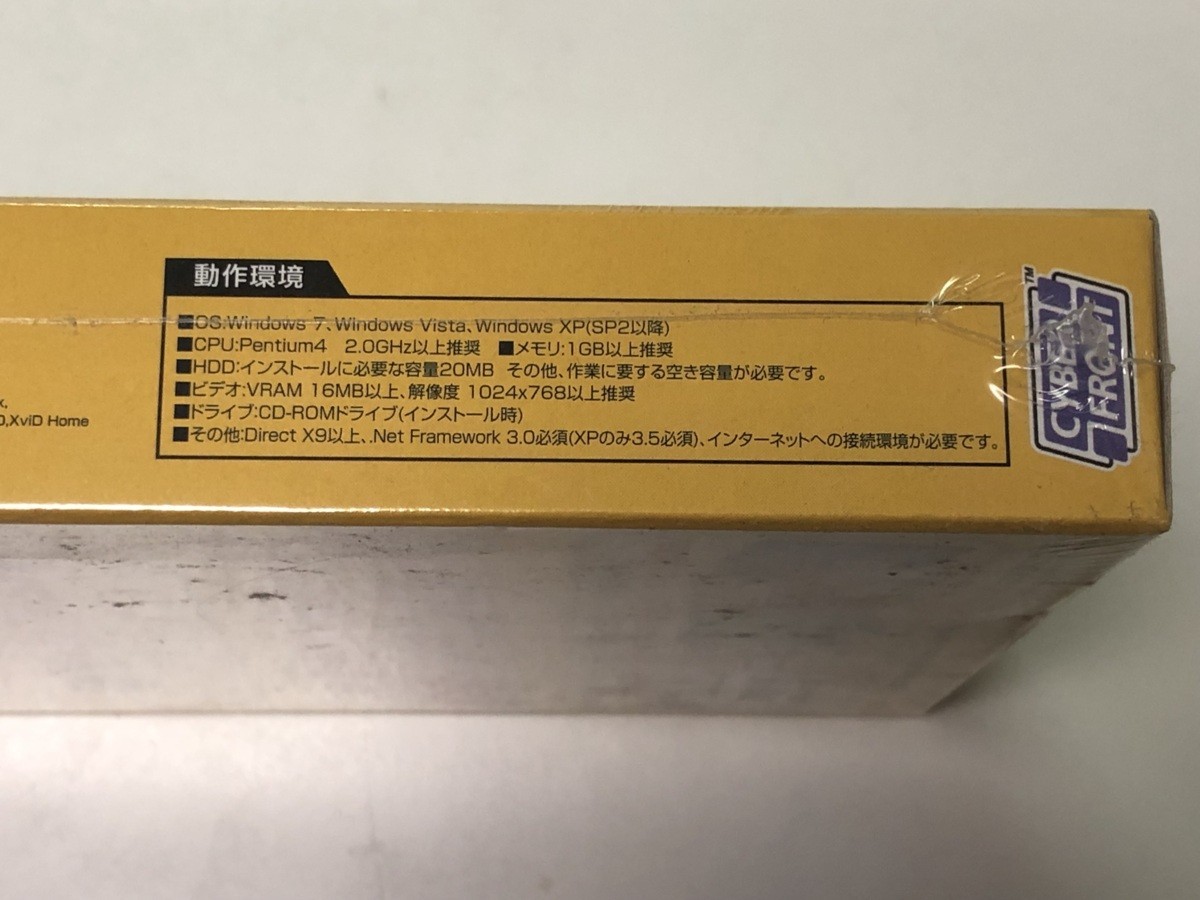 動作環境
■OS:Windows 7、Windows Vista、Windows XP(SP2以降)
■CPU:Pentium4 2.0GHz以上推奨 ■メモリ:1GB以上推奨
■HDD:インストールに必要な容量20MB その他、作業に要する空き容量が必要です。
■ビデオ:VRAM 16MB以上、解像度 1024x768以上推奨
■ドライブ:CD-ROMドライブ(インストール時)
■その他:Direct X9以上、.Net Framework 3.0必須(XPのみ3.5必須)、インターネットへの接続環境が必要です。
,XviD Home
CYBER
FRONT
TM